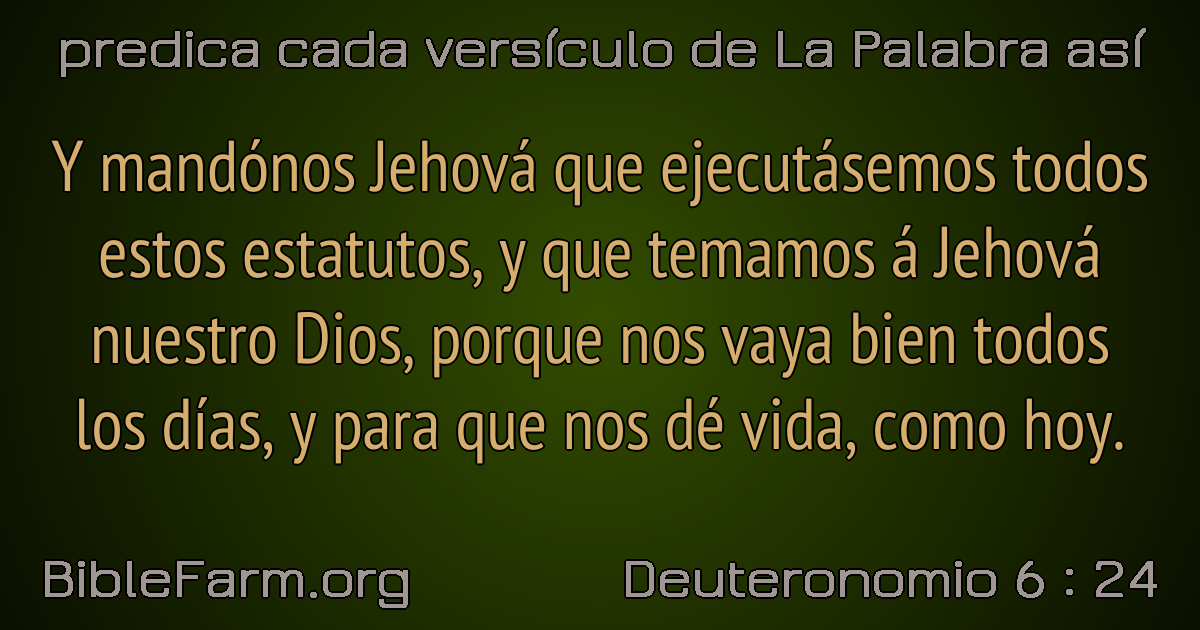 predica cada versículo de La Palabra así
Y mandónos Jehová que ejecutásemos todos
estos estatutos, y que temamos á Jehová
nuestro Dios, porque nos vaya bien todos
los días, y para que nos dé vida, como hoy.
BibleFarm.org
Deuteronomio 6 : 24